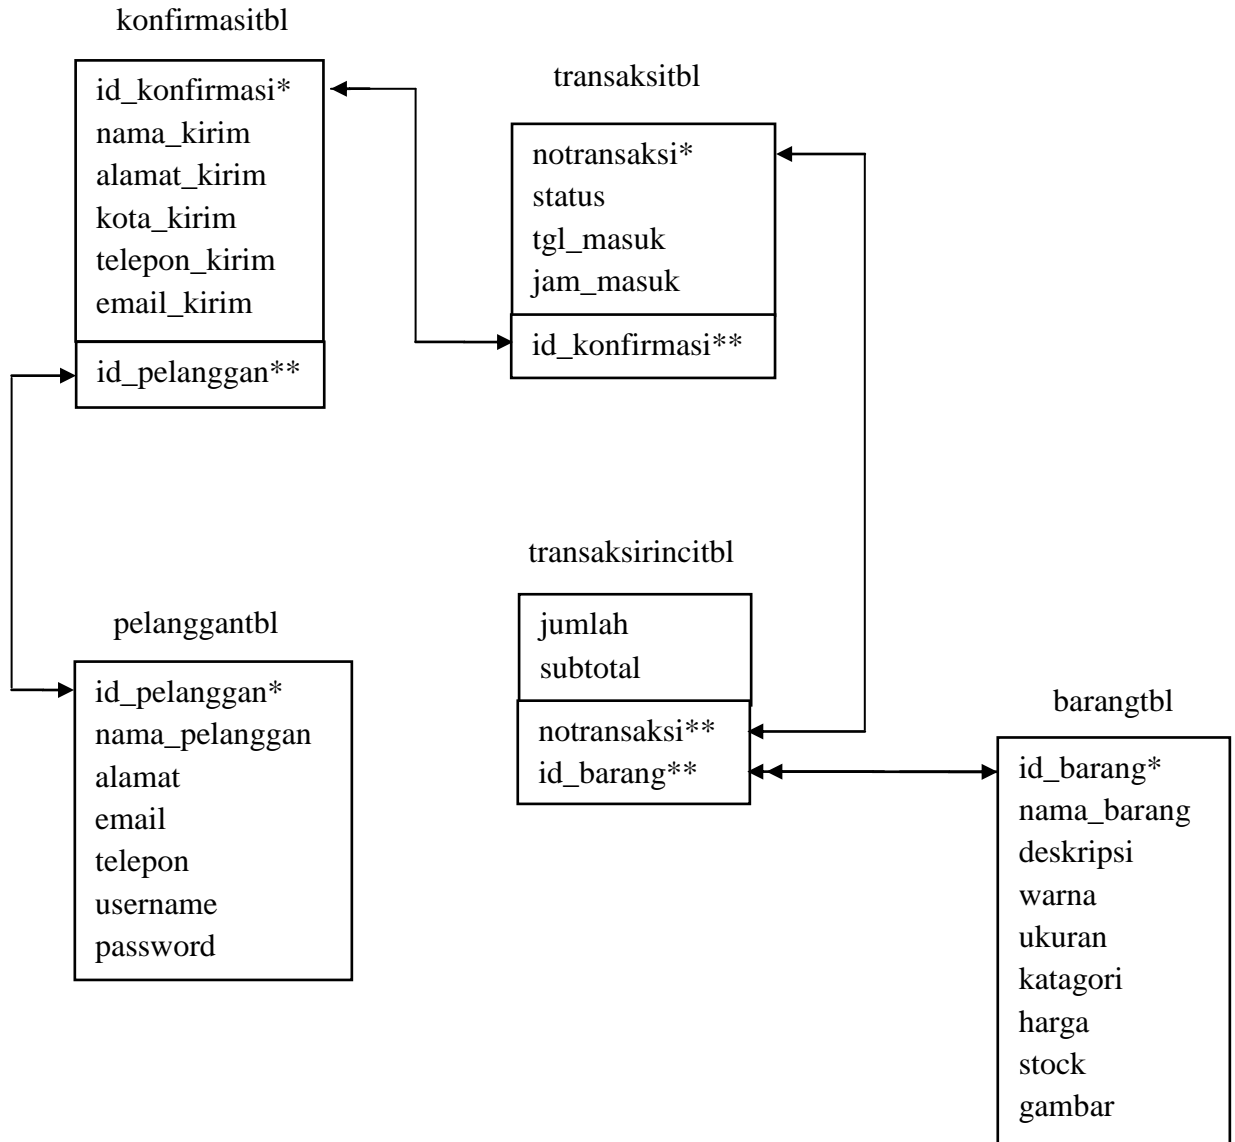 konfirmasitbl
id_konfirmasi*
nama_kirim
alamat_kirim
kota_kirim
telepon_kirim
email_kirim
id_pelanggan**
transaksitbl
notransaksi*
status
tgl_masuk
jam_masuk
id_konfirmasi**
pelanggantbl
id_pelanggan*
nama_pelanggan
alamat
email
telepon
username
password
transaksirincitbl
jumlah
subtotal
notransaksi**
id_barang**
barangtbl
id_barang*
nama_barang
deskripsi
warna
ukuran
katagori
harga
stock
gambar